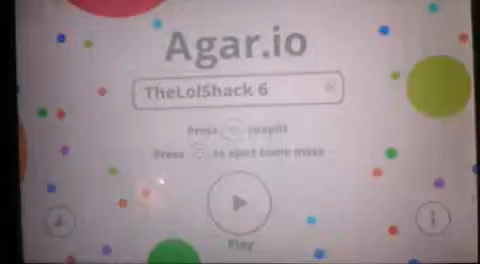 Agar.io
TheLolShack 6
Press to split
Press to eject some mass
Play